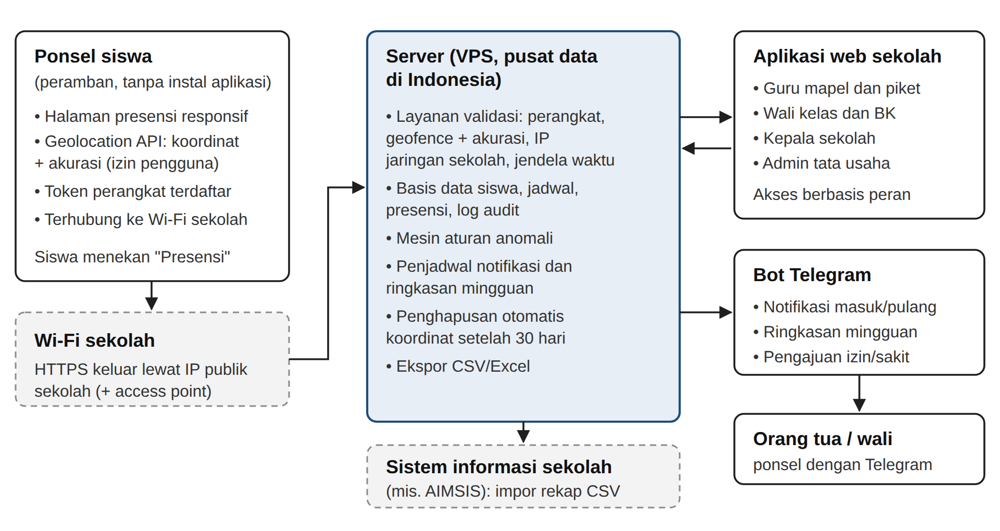 Ponsel siswa
(peramban, tanpa instal aplikasi)
• Halaman presensi responsif
• Geolocation API: koordinat
+ akurasi (izin pengguna)
• Token perangkat terdaftar
• Terhubung ke Wi-Fi sekolah
Siswa menekan "Presensi"
Wi-Fi sekolah
HTTPS keluar lewat IP publik
sekolah (+ access point)
Server (VPS, pusat data
di Indonesia)
• Layanan validasi: perangkat,
geofence + akurasi, IP
jaringan sekolah, jendela waktu
• Basis data siswa, jadwal,
presensi, log audit
• Mesin aturan anomali
• Penjadwal notifikasi dan
ringkasan mingguan
• Penghapusan otomatis
koordinat setelah 30 hari
• Ekspor CSV/Excel
Sistem informasi sekolah
(mis. AIMSIS): impor rekap CSV
Aplikasi web sekolah
• Guru mapel dan piket
• Wali kelas dan BK
• Kepala sekolah
• Admin tata usaha
Akses berbasis peran
Bot Telegram
• Notifikasi masuk/pulang
• Ringkasan mingguan
• Pengajuan izin/sakit
Orang tua / wali
ponsel dengan Telegram